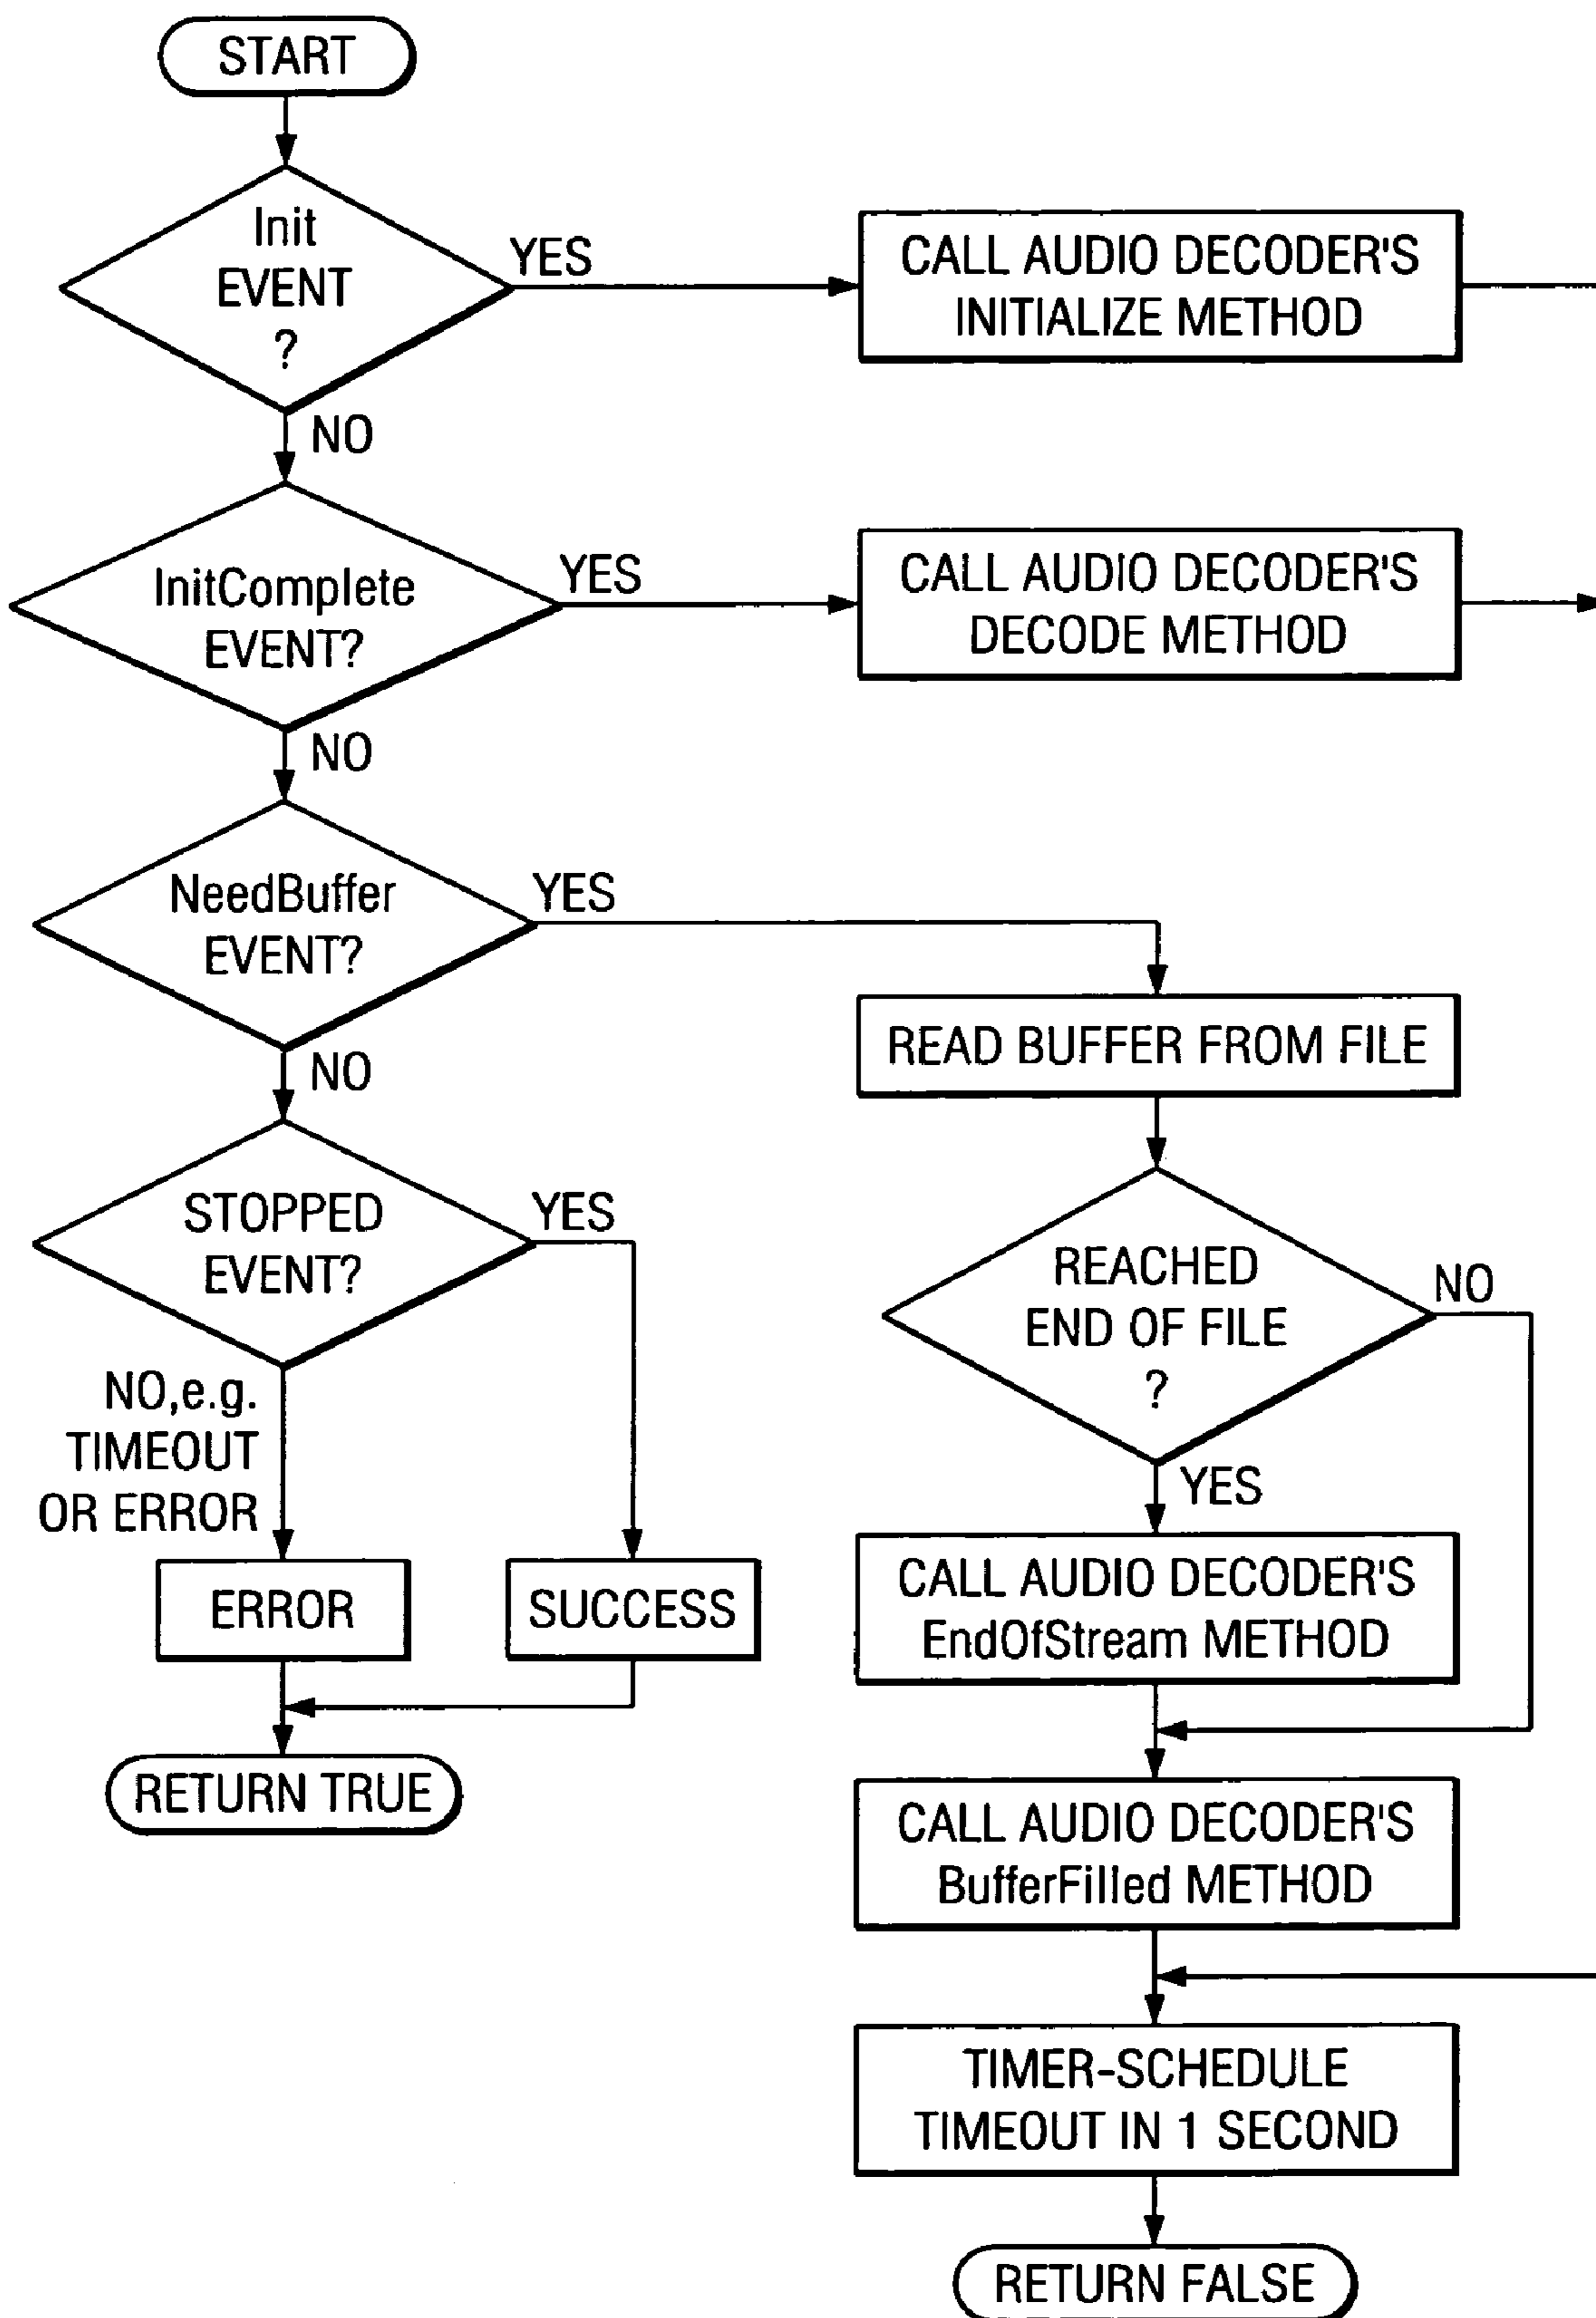 START
Init
EVENT
?
YES
CALL AUDIO DECODER'S
INITIALIZE METHOD
NO
InitComplete
EVENT?
YES
CALL AUDIO DECODER'S
DECODE METHOD
NO
NeedBuffer
EVENT?
YES
READ BUFFER FROM FILE
NO
STOPPED
EVENT?
YES
REACHED
END OF FILE
?
NO
NO,e.g.
TIMEOUT
OR ERROR
YES
ERROR
SUCCESS
CALL AUDIO DECODER'S
EndOfStream METHOD
RETURN TRUE
CALL AUDIO DECODER'S
BufferFilled METHOD
TIMER-SCHEDULE
TIMEOUT IN 1 SECOND
RETURN FALSE